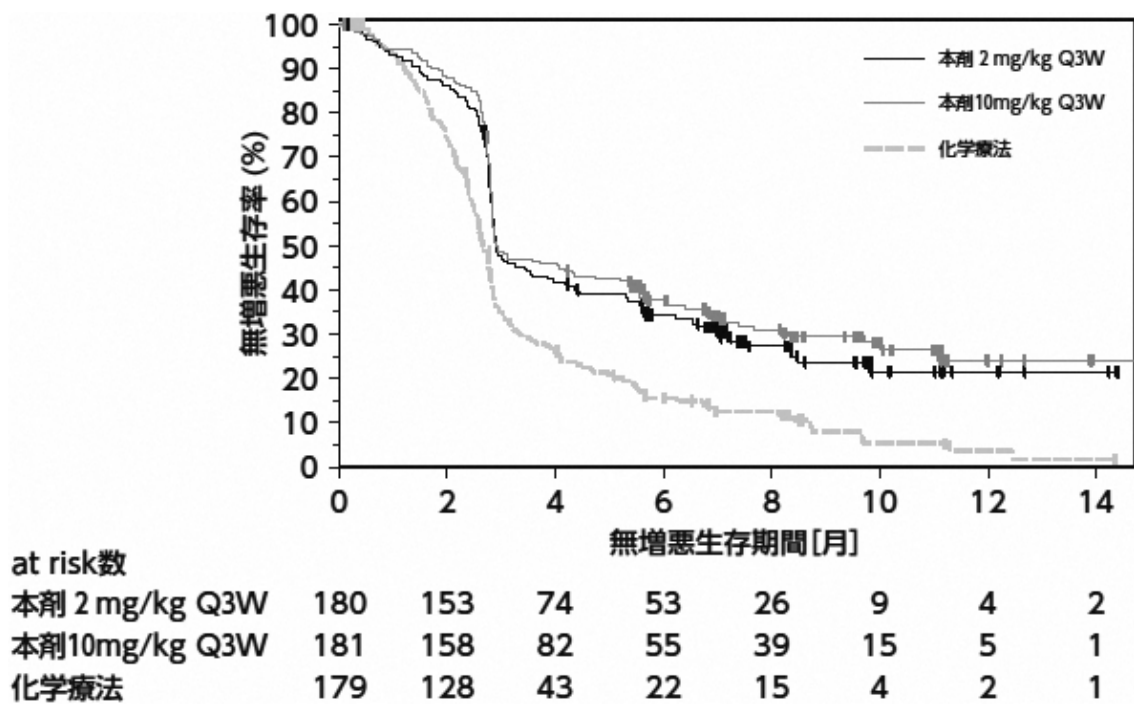 100
90
80
70
60
50
40
30
20
10
0
無増悪生存率(%)
本剤 2 mg/kg Q3W
本剤10mg/kg Q3W
化学療法
0 2 4 6 8 10 12 14
無増悪生存期間[月]
at risk数
本剤 2 mg/kg Q3W 180 153 74 53 26 9 4 2
本剤10mg/kg Q3W 181 158 82 55 39 15 5 1
化学療法 179 128 43 22 15 4 2 1